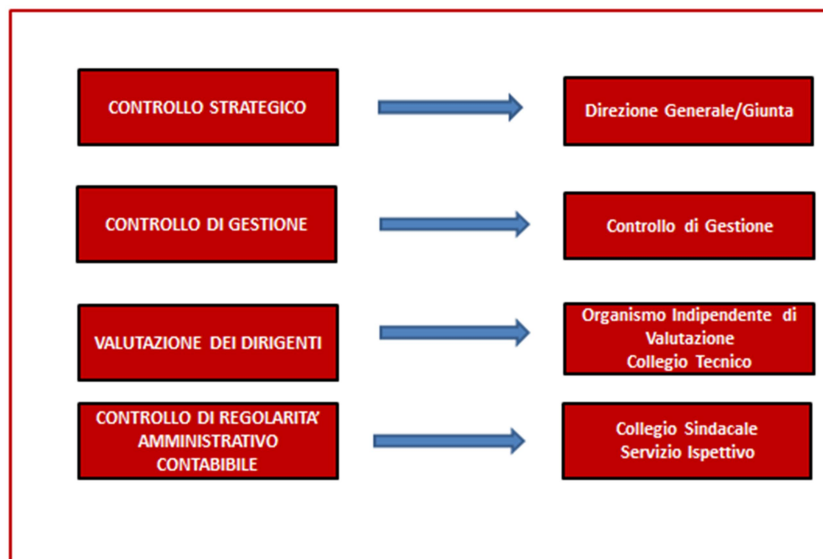 CONTROLLO STRATEGICO
Direzione Generale/Giunta
CONTROLLO DI GESTIONE
Controllo di Gestione
VALUTAZIONE DEI DIRIGENTI
Organismo Indipendente di
Valutazione
Collegio Tecnico
CONTROLLO DI REGOLARITA'
AMMINISTRATIVO
CONTABIBILE
Collegio Sindacale
Servizio Ispettivo